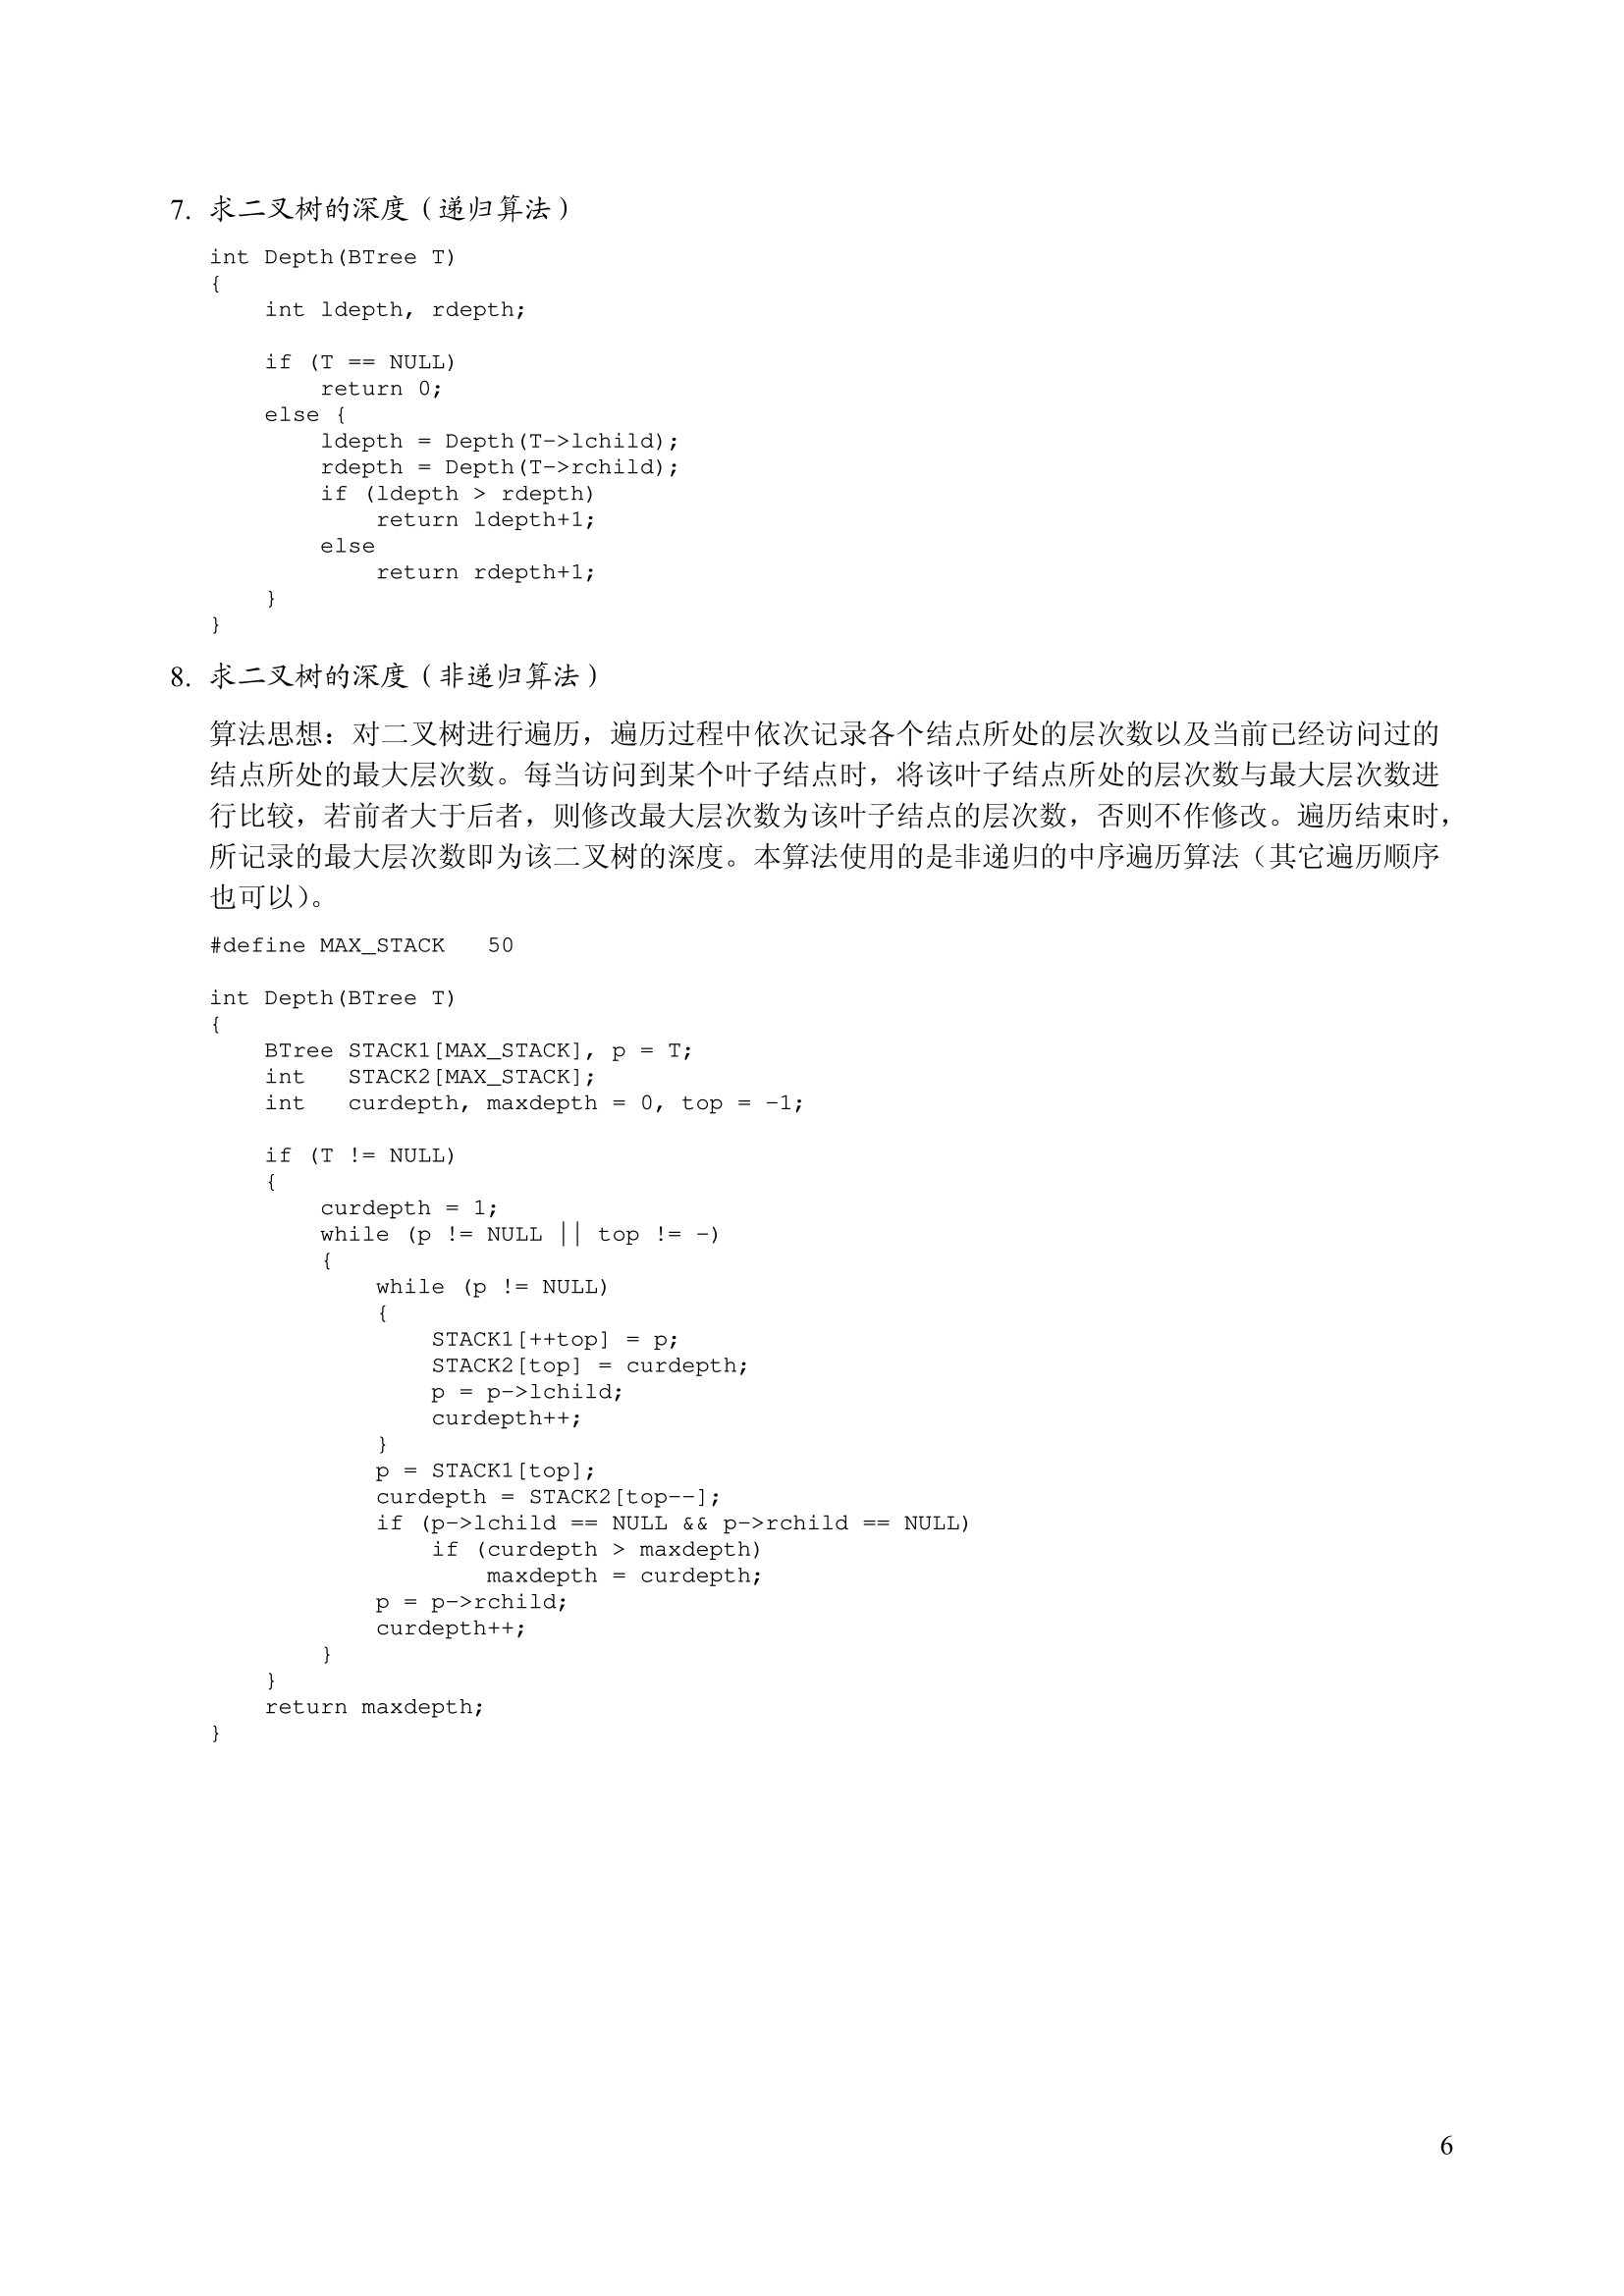 7. 求二叉树的深度（递归算法）
int Depth(BTree T)
{
    int ldepth, rdepth;

    if (T == NULL)
        return 0;
    else {
        ldepth = Depth(T->lchild);
        rdepth = Depth(T->rchild);
        if (ldepth > rdepth)
            return ldepth+1;
        else
            return rdepth+1;
    }
}
8. 求二叉树的深度（非递归算法）
算法思想：对二叉树进行遍历，遍历过程中依次记录各个结点所处的层次数以及当前已经访问过的
结点所处的最大层次数。每当访问到某个叶子结点时，将该叶子结点所处的层次数与最大层次数进
行比较，若前者大于后者，则修改最大层次数为该叶子结点的层次数，否则不作修改。遍历结束时，
所记录的最大层次数即为该二叉树的深度。本算法使用的是非递归的中序遍历算法（其它遍历顺序
也可以）。
#define MAX_STACK   50

int Depth(BTree T)
{
    BTree STACK1[MAX_STACK], p = T;
    int   STACK2[MAX_STACK];
    int   curdepth, maxdepth = 0, top = -1;

    if (T != NULL)
    {
        curdepth = 1;
        while (p != NULL || top != -)
        {
            while (p != NULL)
            {
                STACK1[++top] = p;
                STACK2[top] = curdepth;
                p = p->lchild;
                curdepth++;
            }
            p = STACK1[top];
            curdepth = STACK2[top--];
            if (p->lchild == NULL && p->rchild == NULL)
                if (curdepth > maxdepth)
                    maxdepth = curdepth;
            p = p->rchild;
            curdepth++;
        }
    }
    return maxdepth;
}
6